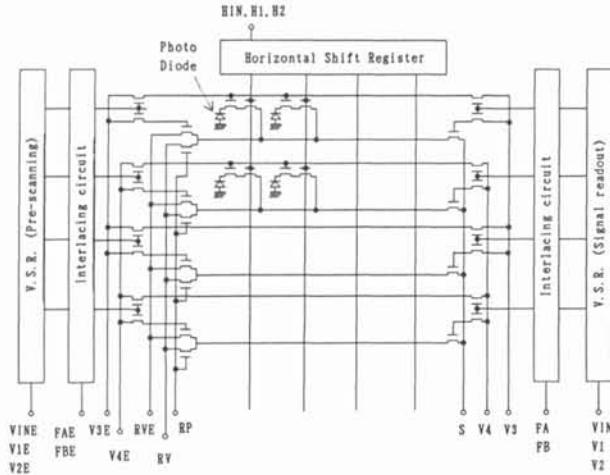 HIN, H1, H2
Photo
Diode
Horizontal Shift Register
V.S.R. (Pre-scanning)
Interlacing circuit
Interlacing circuit
V.S.R. (Signal readout)
VINE
V1E
V2E
FAE
FBE
V3E
V4E
RVE
RV
RP
S
V4
V3
FA
FB
VIN
V1
V2